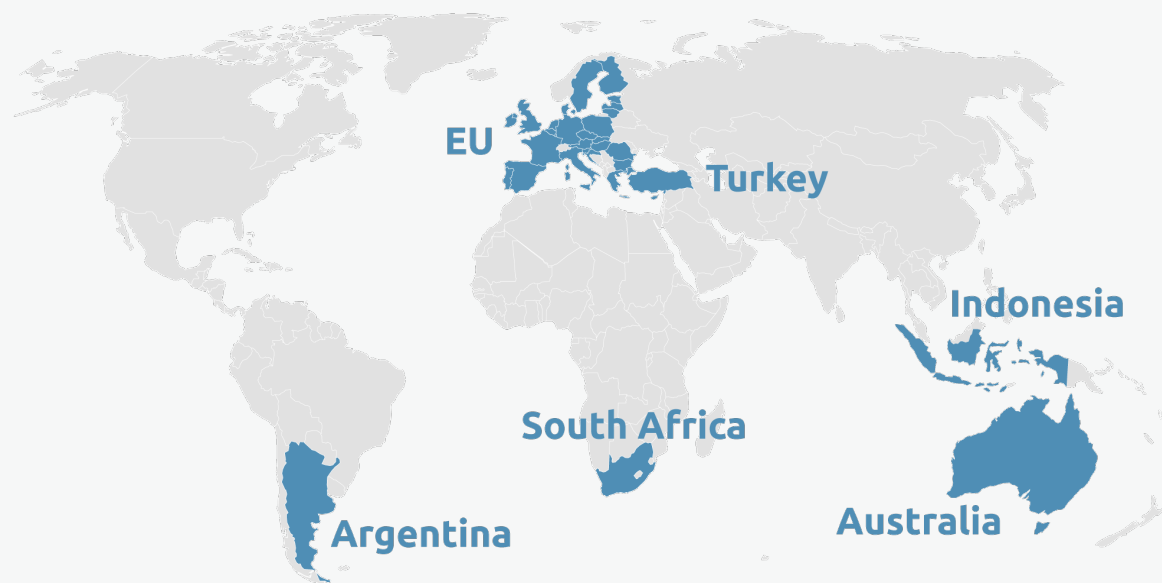 EU
Turkey
Indonesia
South Africa
Australia
Argentina